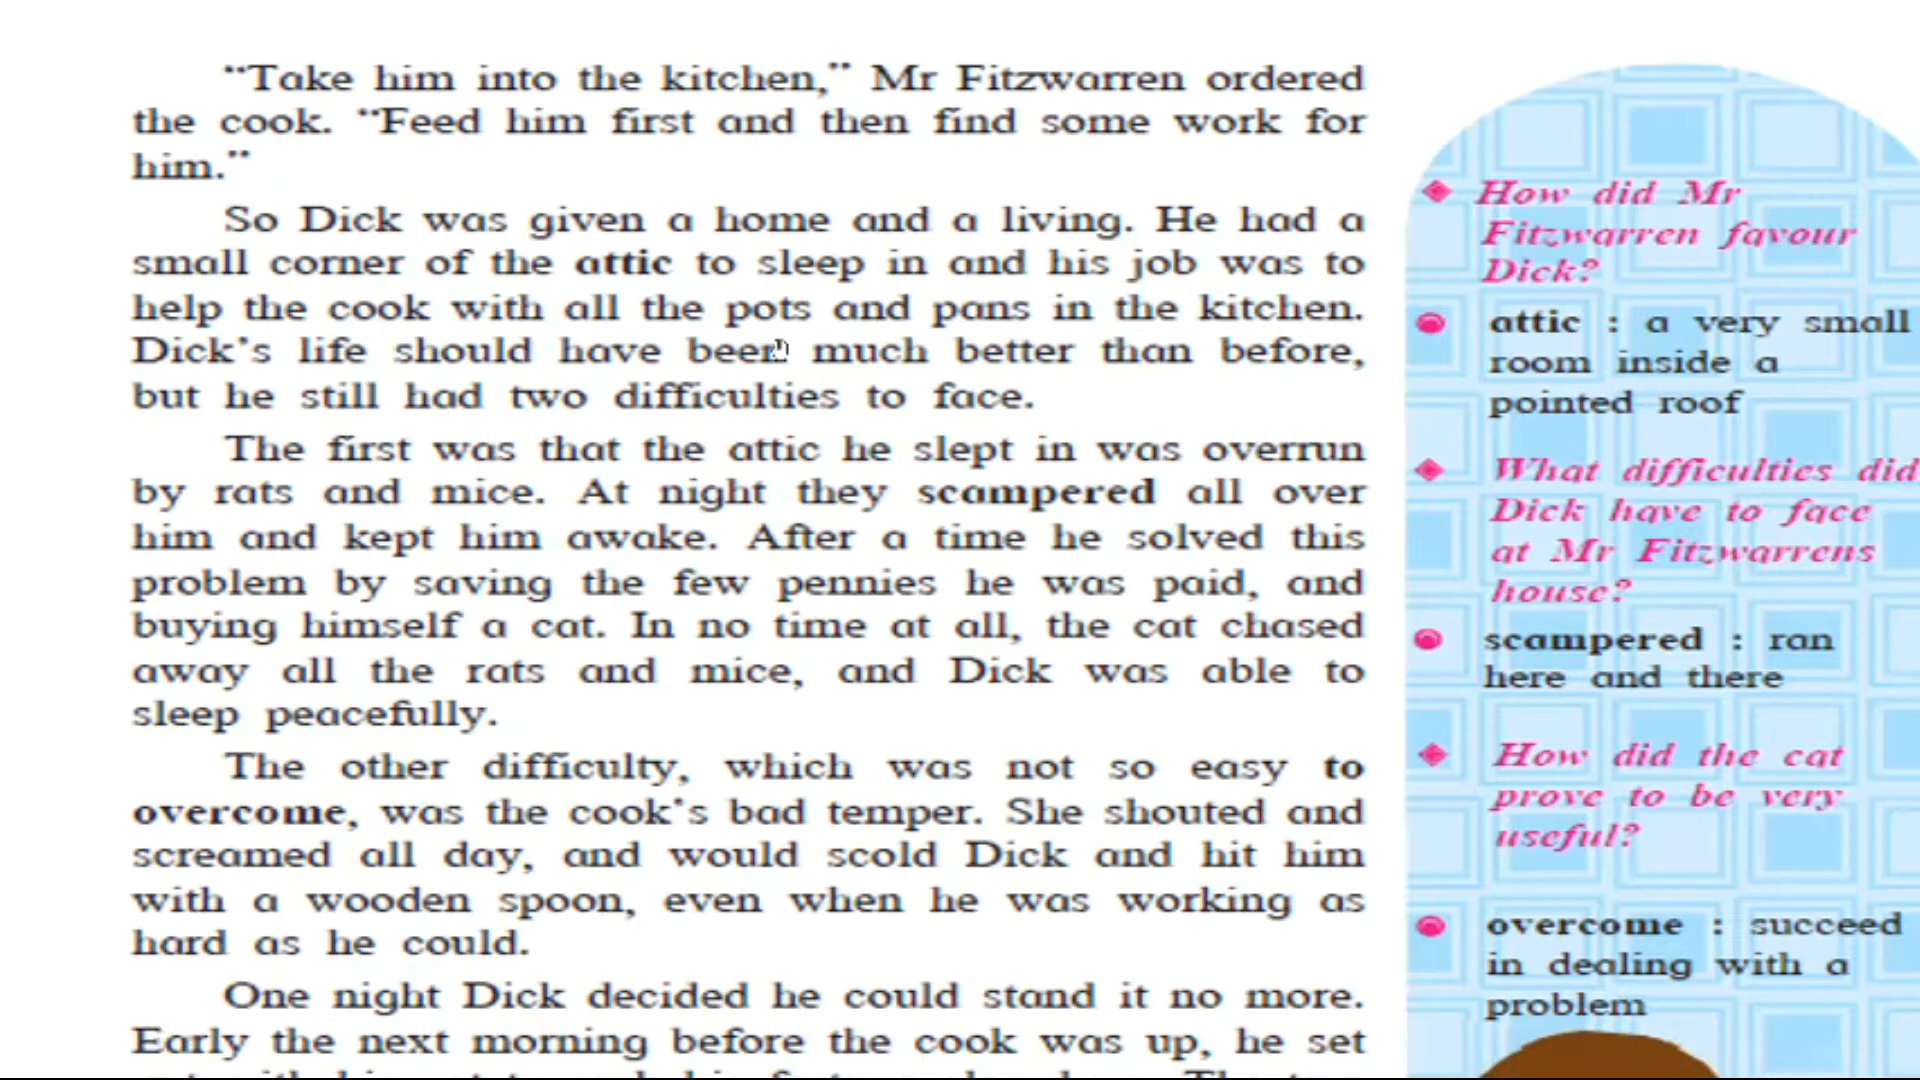 “Take him into the kitchen,” Mr Fitzwarren ordered
the cook. “Feed him first and then find some work for
him.”
So Dick was given a home and a living. He had a
small corner of the attic to sleep in and his job was to
help the cook with all the pots and pans in the kitchen.
Dick's life should have been much better than before,
but he still had two difficulties to face.
The first was that the attic he slept in was overrun
by rats and mice. At night they scampered all over
him and kept him awake. After a time he solved this
problem by saving the few pennies he was paid, and
buying himself a cat. In no time at all, the cat chased
away all the rats and mice, and Dick was able to
sleep peacefully.
The other difficulty, which was not so easy to
overcome, was the cook's bad temper. She shouted and
screamed all day, and would scold Dick and hit him
with a wooden spoon, even when he was working as
hard as he could.
One night Dick decided he could stand it no more.
Early the next morning before the cook was up, he set
How did Mr
Fitzwarren favour
Dick?
attic : a very small
room inside a
pointed roof
What difficulties did
Dick have to face
at Mr Fitzwarrens
house?
scampered : ran
here and there
How did the cat
prove to be very
useful?
overcome : succeed
in dealing with a
problem